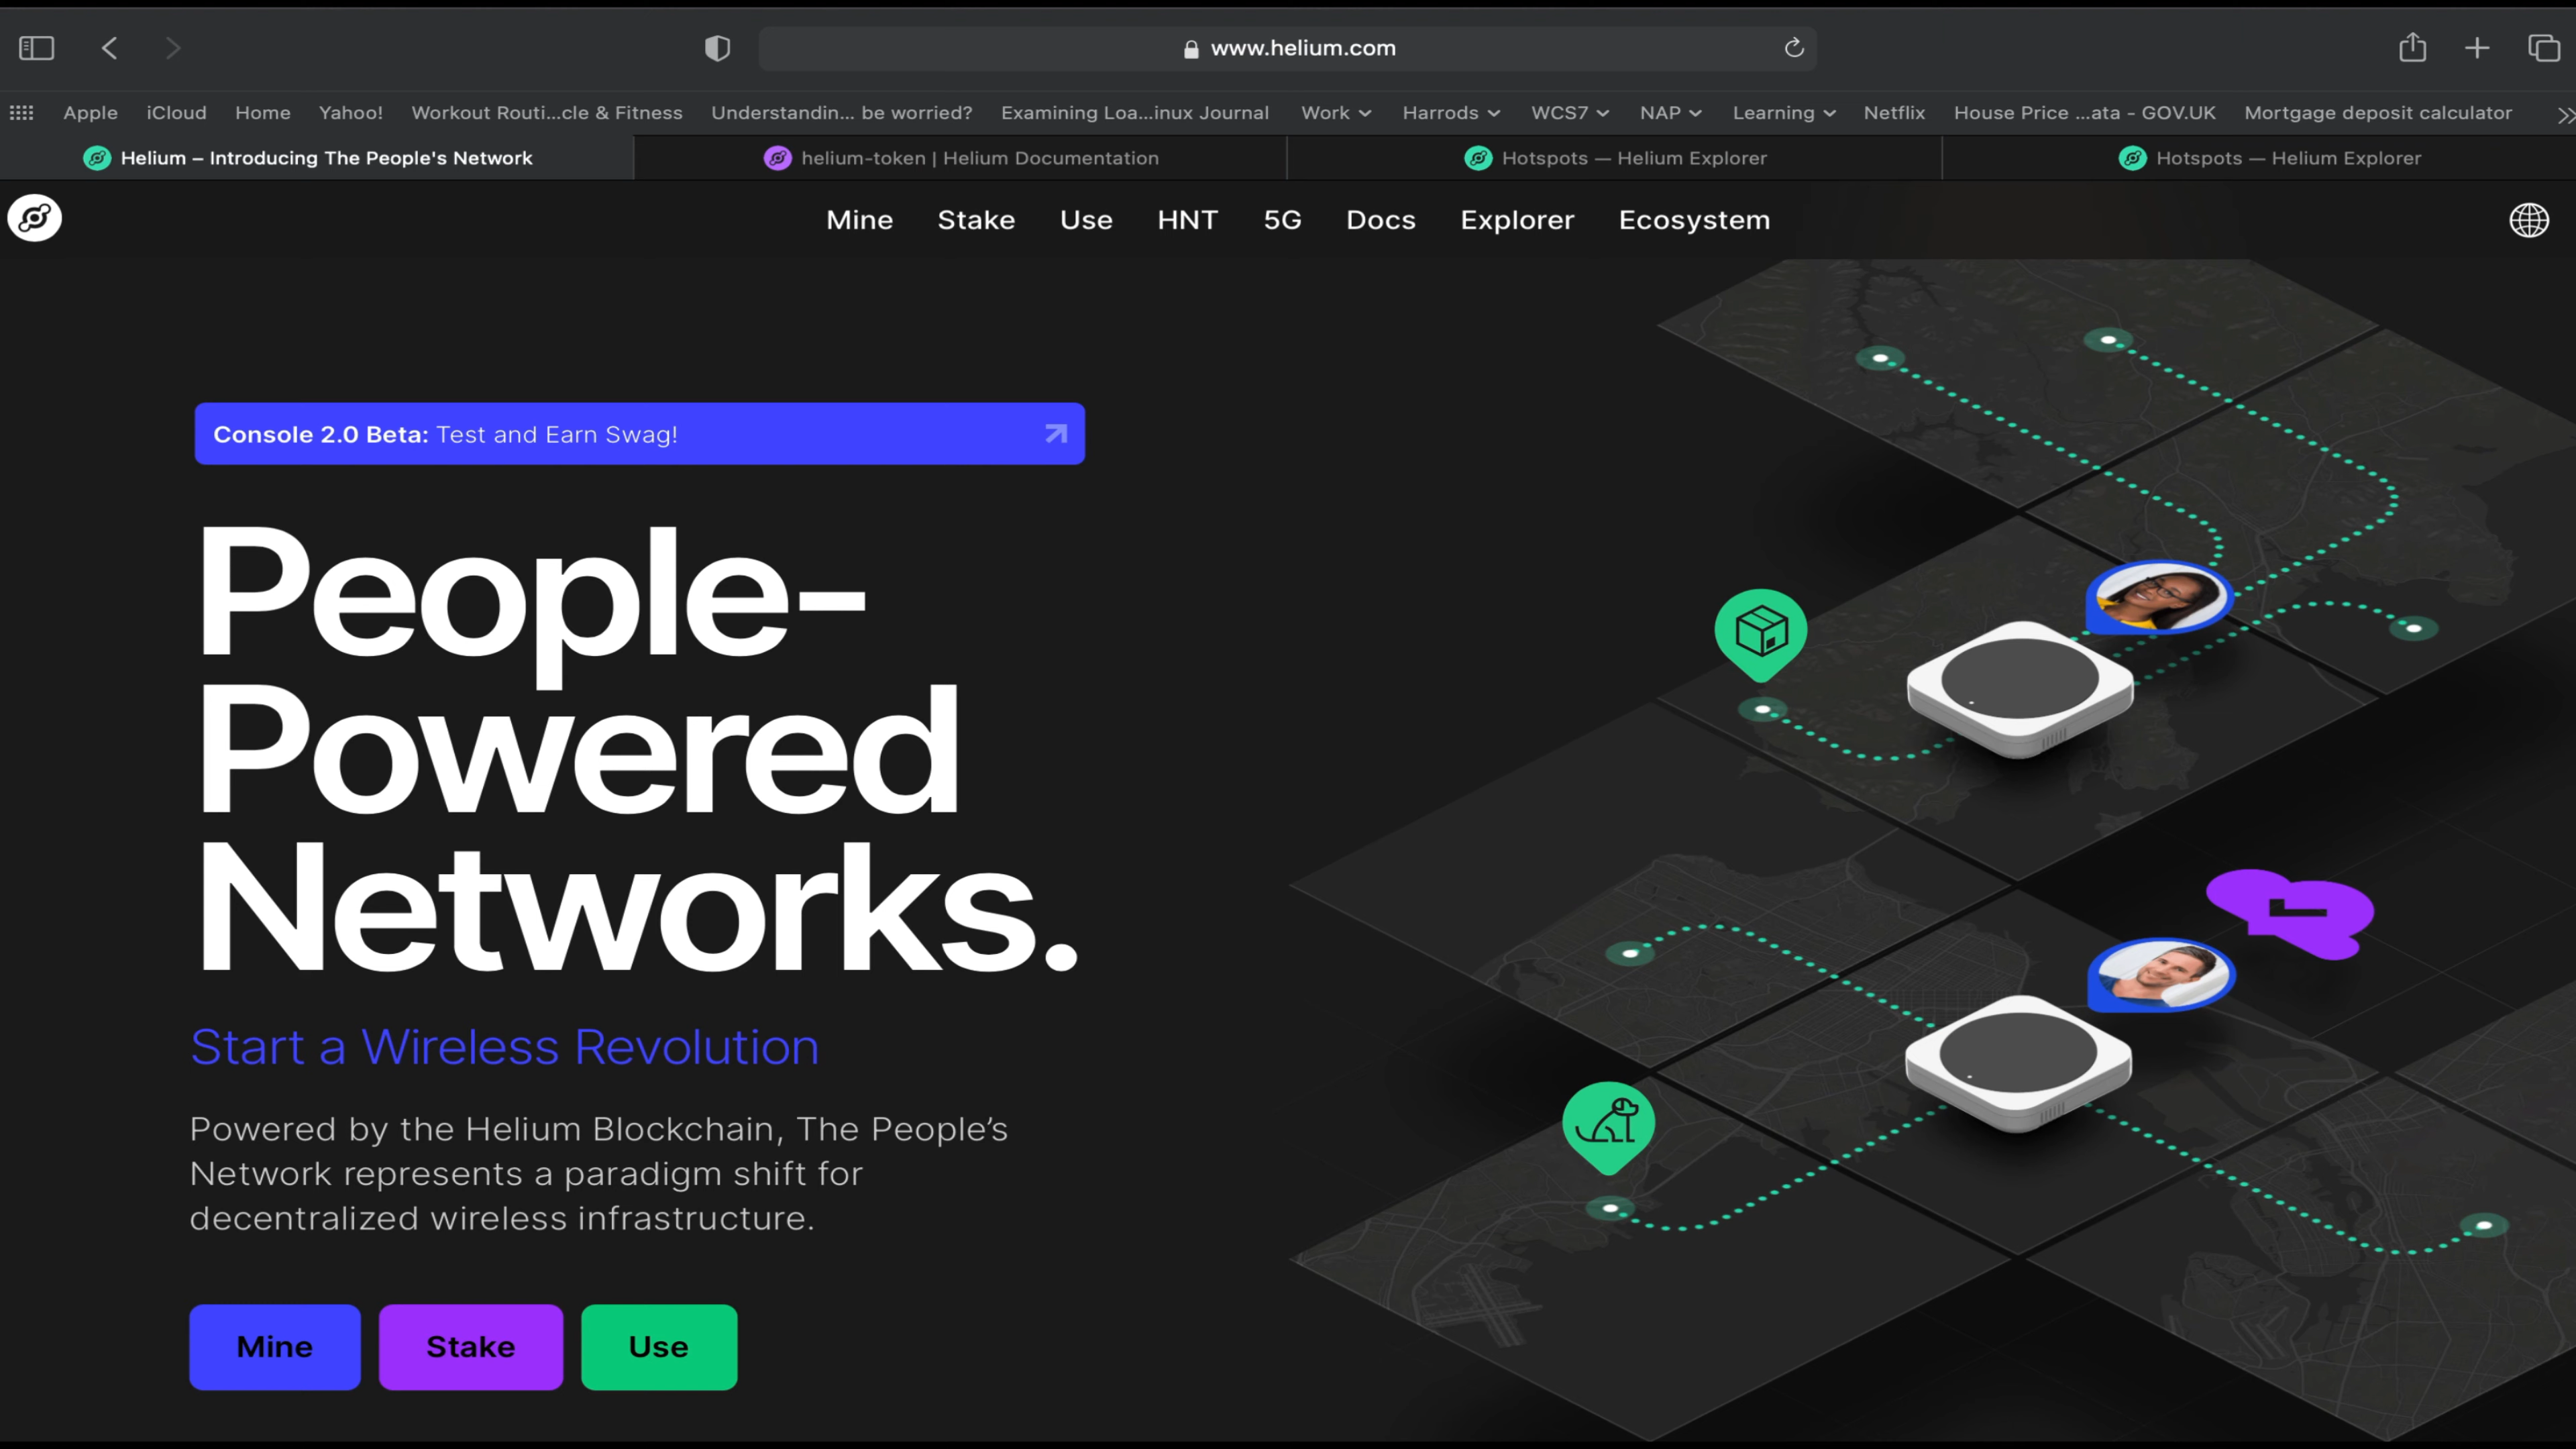 www.helium.com
Apple iCloud Home Yahoo! Workout Routi...cle & Fitness Understandin... be worried? Examining Loa...inux Journal Work Harrods WCS7 NAP Learning Netflix House Price ...ata - GOV.UK Mortgage deposit calculator
Helium – Introducing The People's Network helium-token | Helium Documentation Hotspots — Helium Explorer Hotspots — Helium Explorer
Mine Stake Use HNT 5G Docs Explorer Ecosystem
Console 2.0 Beta: Test and Earn Swag!
People-
Powered
Networks.
Start a Wireless Revolution
Powered by the Helium Blockchain, The People’s
Network represents a paradigm shift for
decentralized wireless infrastructure.
Mine Stake Use